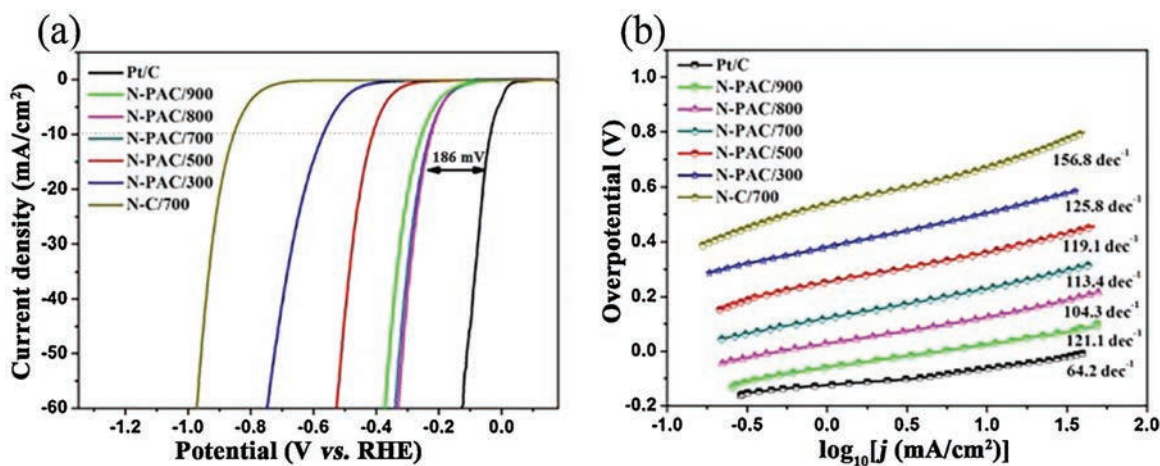 (a)
Pt/C
N-PAC/900
N-PAC/800
N-PAC/700
N-PAC/500
N-PAC/300
N-C/700
186 mV
0
-10
-20
-30
-40
-50
-60
-1.2
-1.0
-0.8
-0.6
-0.4
-0.2
0.0
Current density (mA/cm²)
Potential (V vs. RHE)
(b)
Pt/C
N-PAC/900
N-PAC/800
N-PAC/700
N-PAC/500
N-PAC/300
N-C/700
156.8 dec⁻¹
125.8 dec⁻¹
119.1 dec⁻¹
113.4 dec⁻¹
104.3 dec⁻¹
121.1 dec⁻¹
64.2 dec⁻¹
1.0
0.8
0.6
0.4
0.2
0.0
-0.2
-1.0
-0.5
0.0
0.5
1.0
1.5
2.0
Overpotential (V)
log₁₀[j (mA/cm²)]